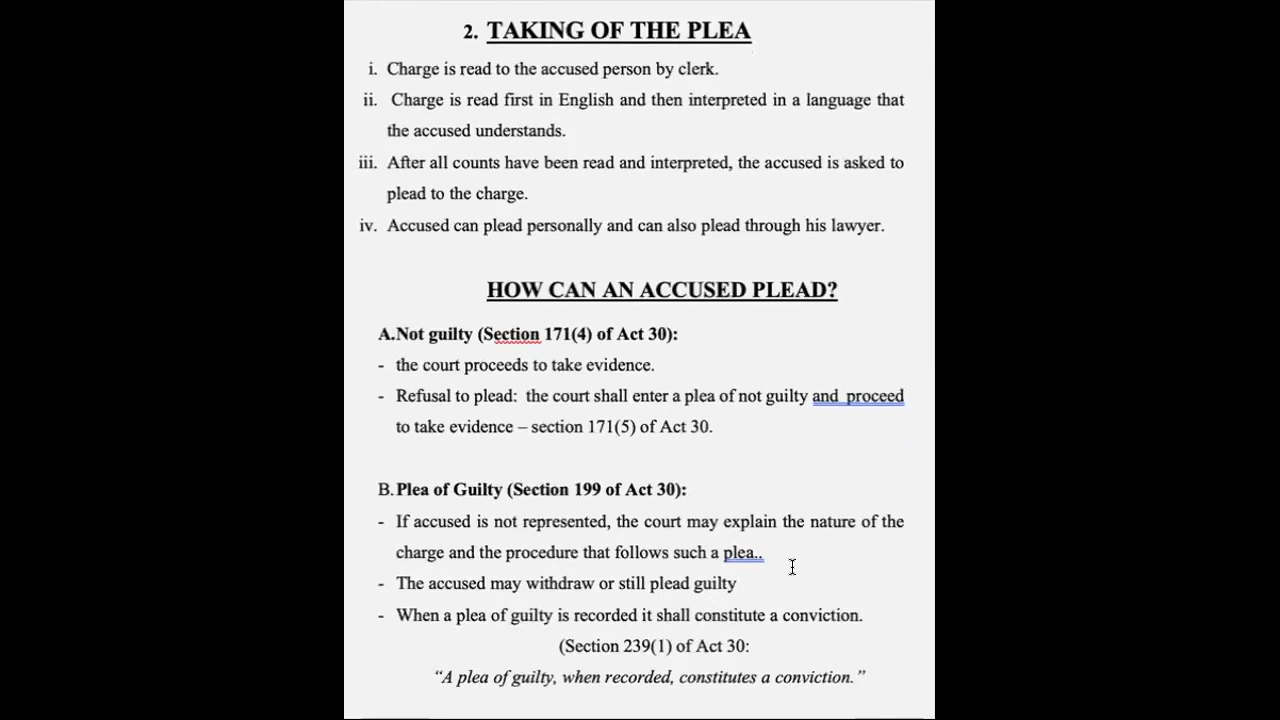 2. TAKING OF THE PLEA
i. Charge is read to the accused person by clerk.
ii. Charge is read first in English and then interpreted in a language that
the accused understands.
iii. After all counts have been read and interpreted, the accused is asked to
plead to the charge.
iv. Accused can plead personally and can also plead through his lawyer.
HOW CAN AN ACCUSED PLEAD?
A.Not guilty (Section 171(4) of Act 30):
- the court proceeds to take evidence.
- Refusal to plead: the court shall enter a plea of not guilty and proceed
to take evidence – section 171(5) of Act 30.
B. Plea of Guilty (Section 199 of Act 30):
- If accused is not represented, the court may explain the nature of the
charge and the procedure that follows such a plea..
- The accused may withdraw or still plead guilty
- When a plea of guilty is recorded it shall constitute a conviction.
(Section 239(1) of Act 30:
“A plea of guilty, when recorded, constitutes a conviction.”